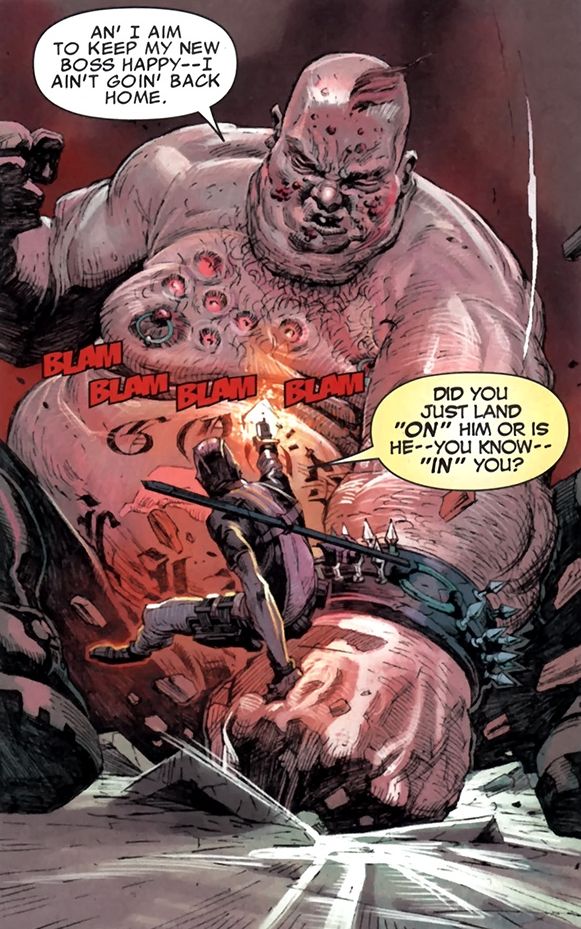 AN' I AIM
TO KEEP MY NEW
BOSS HAPPY--I
AIN'T GOIN' BACK
HOME.
BLAM
BLAM BLAM BLAM
DID YOU
JUST LAND
"ON" HIM OR IS
HE--YOU KNOW--
"IN" YOU?